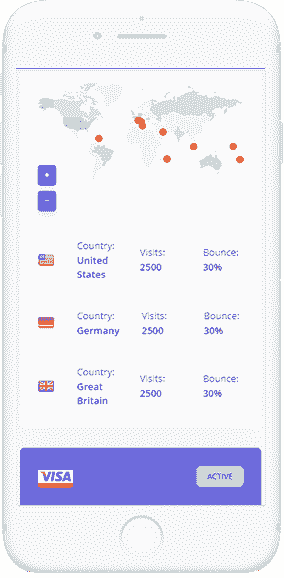 +
−
Country: Visits: Bounce:
United States 2500 30%
Country: Visits: Bounce:
Germany 2500 30%
Country: Visits: Bounce:
Great Britain 2500 30%
VISA ACTIVE